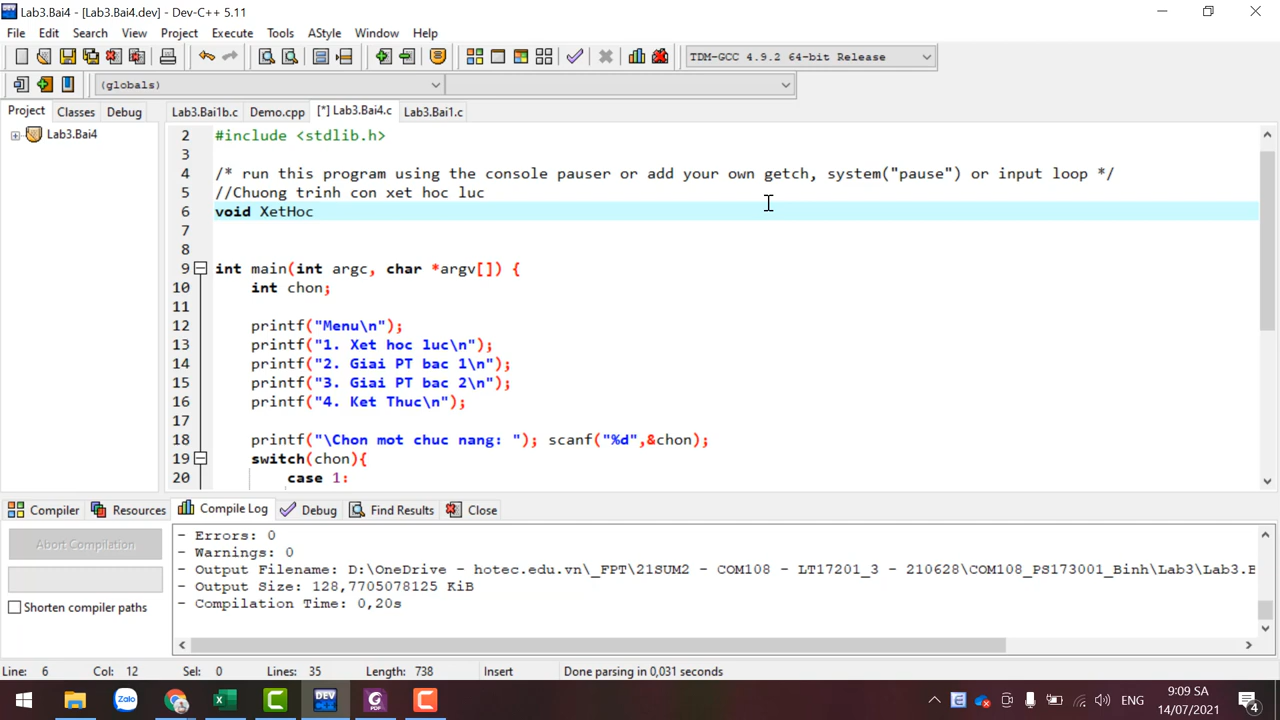 Lab3.Bai4 - [Lab3.Bai4.dev] - Dev-C++ 5.11
File Edit Search View Project Execute Tools AStyle Window Help
TDM-GCC 4.9.2 64-bit Release
(globals)
Project Classes Debug
Lab3.Bai1b.c Demo.cpp [*] Lab3.Bai4.c Lab3.Bai1.c
Lab3.Bai4
2 #include <stdlib.h>
3
4 /* run this program using the console pauser or add your own getch, system("pause") or input loop */
5 //Chuong trinh con xet hoc luc
6 void XetHoc
7
8
9 int main(int argc, char *argv[]) {
10 int chon;
11
12 printf("Menu\n");
13 printf("1. Xet hoc luc\n");
14 printf("2. Giai PT bac 1\n");
15 printf("3. Giai PT bac 2\n");
16 printf("4. Ket Thuc\n");
17
18 printf("\Chon mot chuc nang: "); scanf("%d",&chon);
19 switch(chon){
20 case 1:
Compiler Resources Compile Log Debug Find Results Close
Abort Compilation
Shorten compiler paths
- Errors: 0
- Warnings: 0
- Output Filename: D:\OneDrive - hotec.edu.vn\_FPT\21SUM2 - COM108 - LT17201_3 - 210628\COM108_PS173001_Binh\Lab3\Lab3.B
- Output Size: 128,7705078125 KiB
- Compilation Time: 0,20s
Line: 6 Col: 12 Sel: 0 Lines: 35 Length: 738 Insert Done parsing in 0,031 seconds
Zalo
DEV
ENG
9:09 SA
14/07/2021
4